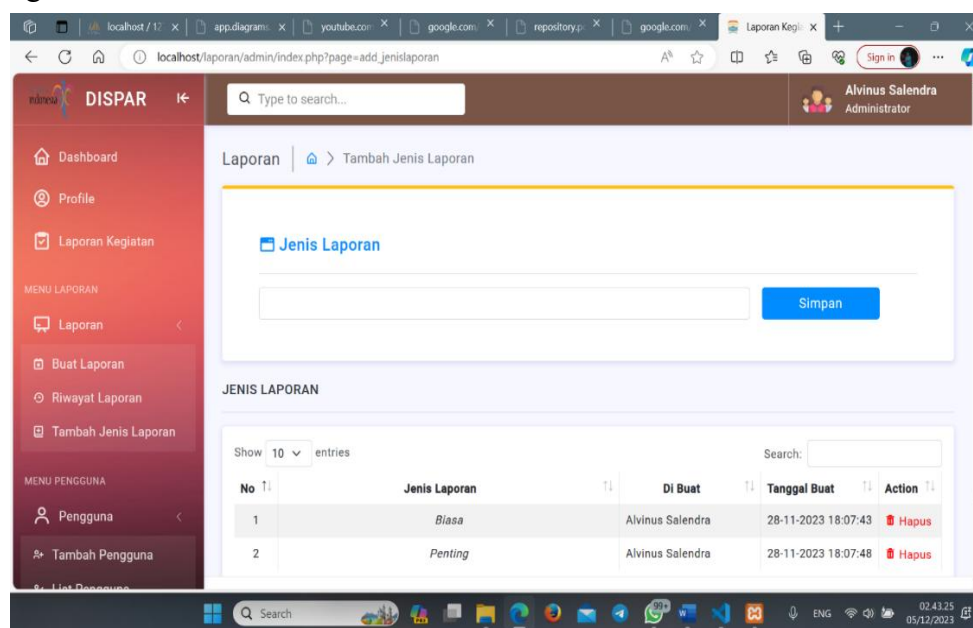 localhost / 12
app.diagrams
youtube.com
google.com/
repository.pc
google.com/
Laporan Kegi
localhost/laporan/admin/index.php?page=add_jenislaporan
Sign in
DISPAR
Type to search...
Alvinus Salendra
Administrator
Dashboard
Profile
Laporan Kegiatan
MENU LAPORAN
Laporan
Buat Laporan
Riwayat Laporan
Tambah Jenis Laporan
MENU PENGGUNA
Pengguna
Tambah Pengguna
List Pengguna
Laporan Tambah Jenis Laporan
Jenis Laporan
Simpan
JENIS LAPORAN
Show 10 entries Search:
No Jenis Laporan Di Buat Tanggal Buat Action
1 Biasa Alvinus Salendra 28-11-2023 18:07:43 Hapus
2 Penting Alvinus Salendra 28-11-2023 18:07:48 Hapus
Search
99+
ENG
02.43.25
05/12/2023